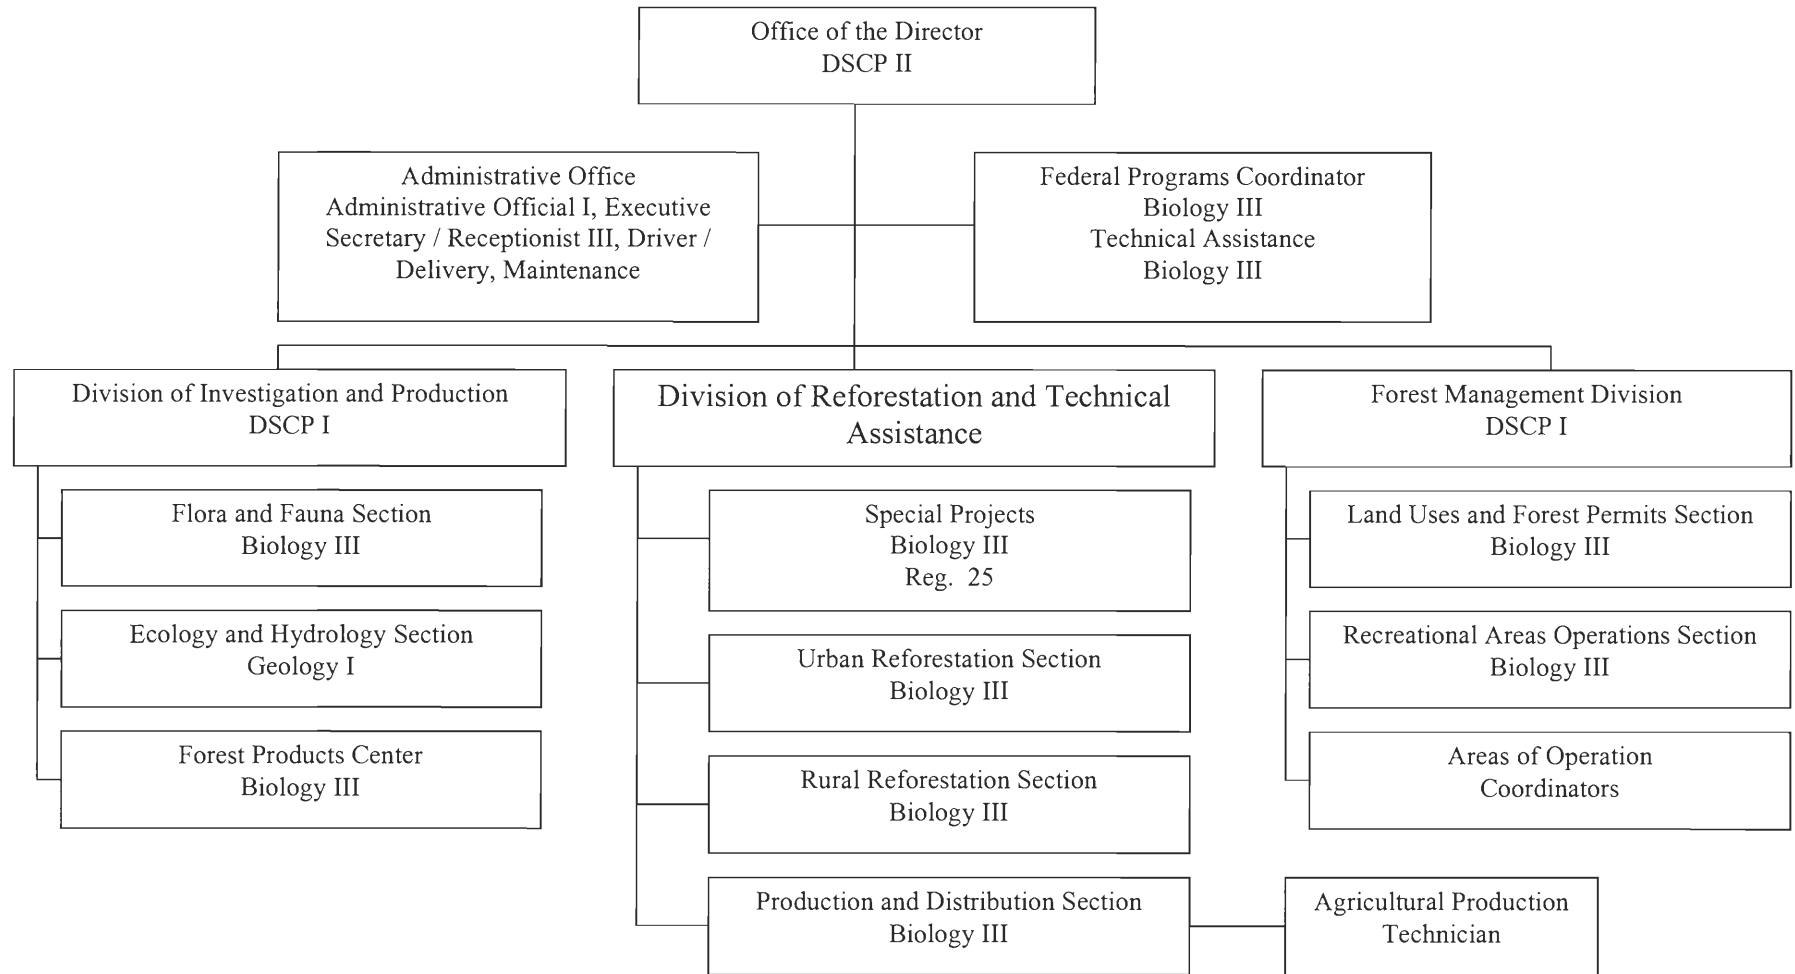 Office of the Director
DSCP II
Administrative Office
Administrative Official I, Executive
Secretary / Receptionist III, Driver /
Delivery, Maintenance
Federal Programs Coordinator
Biology III
Technical Assistance
Biology III
Division of Investigation and Production
DSCP I
Division of Reforestation and Technical
Assistance
Forest Management Division
DSCP I
Flora and Fauna Section
Biology III
Ecology and Hydrology Section
Geology I
Forest Products Center
Biology III
Special Projects
Biology III
Reg. 25
Urban Reforestation Section
Biology III
Rural Reforestation Section
Biology III
Production and Distribution Section
Biology III
Agricultural Production
Technician
Land Uses and Forest Permits Section
Biology III
Recreational Areas Operations Section
Biology III
Areas of Operation
Coordinators